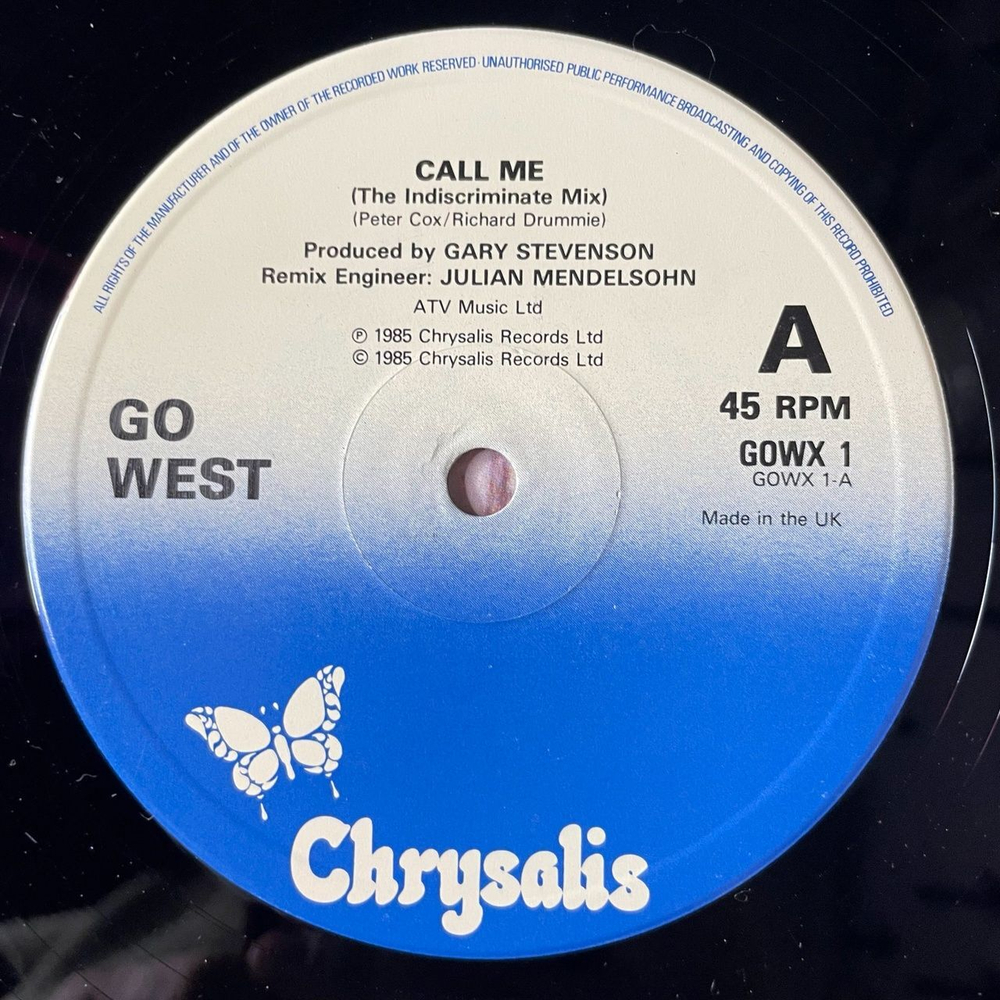 ALL RIGHTS OF THE MANUFACTURER AND OF THE OWNER OF THE RECORDED WORK RESERVED · UNAUTHORISED PUBLIC PERFORMANCE BROADCASTING AND COPYING OF THIS RECORD PROHIBITED
CALL ME
(The Indiscriminate Mix)
(Peter Cox/Richard Drummie)
Produced by GARY STEVENSON
Remix Engineer: JULIAN MENDELSOHN
ATV Music Ltd
℗ 1985 Chrysalis Records Ltd
© 1985 Chrysalis Records Ltd
GO
WEST
A
45 RPM
GOWX 1
GOWX 1-A
Made in the UK
Chrysalis